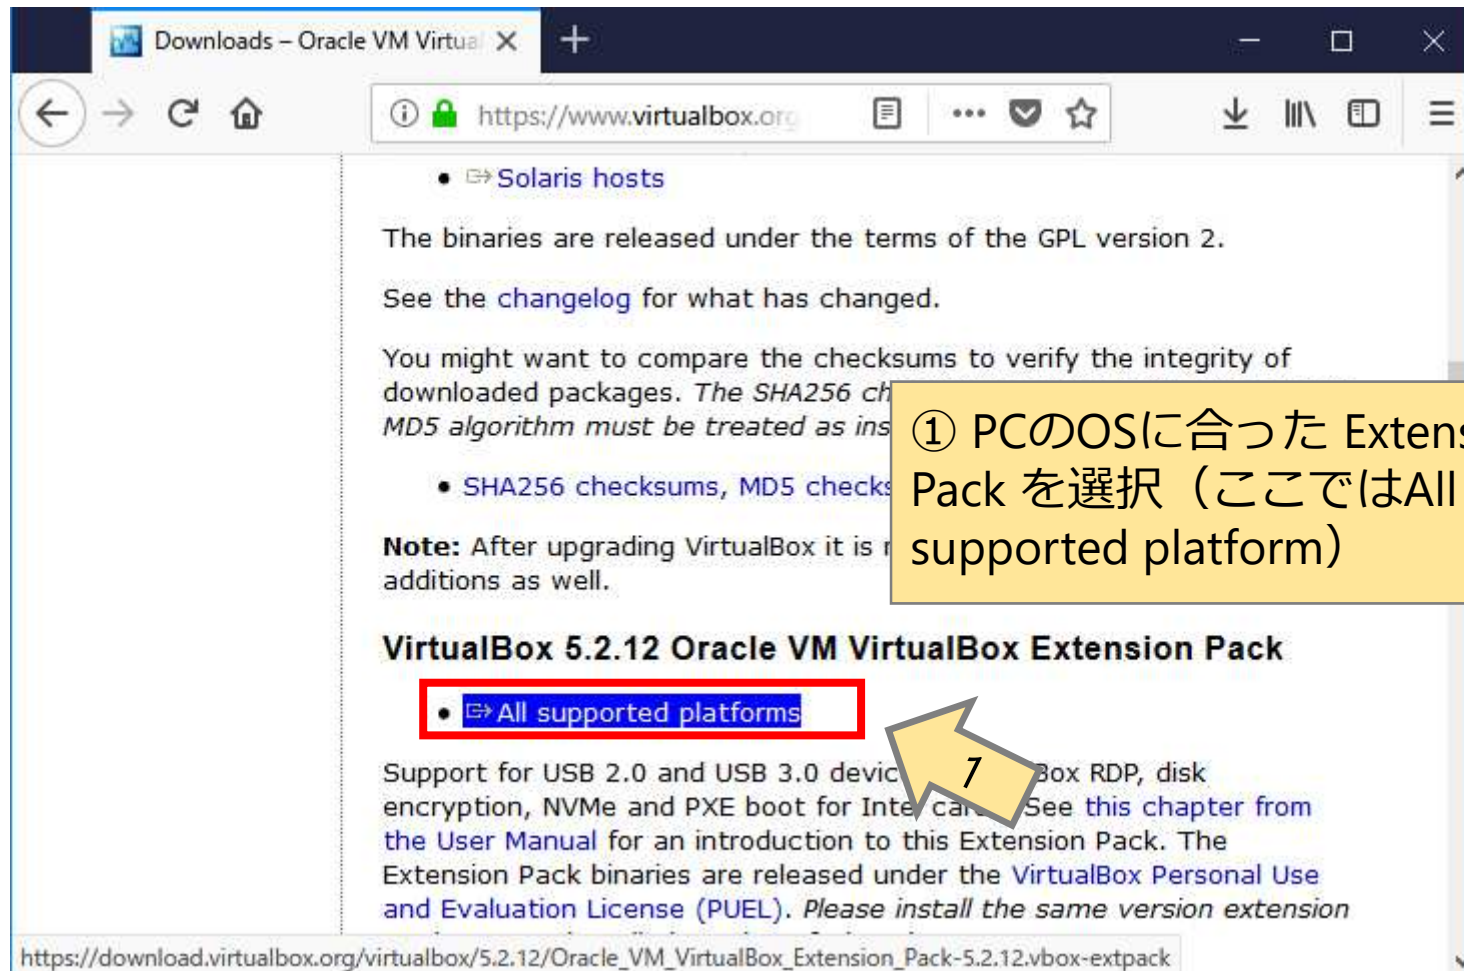 Downloads – Oracle VM Virtual
https://www.virtualbox.org
Solaris hosts
The binaries are released under the terms of the GPL version 2.
See the changelog for what has changed.
You might want to compare the checksums to verify the integrity of
downloaded packages. The SHA256 ch
MD5 algorithm must be treated as ins
SHA256 checksums, MD5 checks
Note: After upgrading VirtualBox it is r
additions as well.
① PCのOSに合った Extens
Pack を選択（ここではAll
supported platform）
VirtualBox 5.2.12 Oracle VM VirtualBox Extension Pack
All supported platforms
1
Support for USB 2.0 and USB 3.0 devic Box RDP, disk
encryption, NVMe and PXE boot for Intel card See this chapter from
the User Manual for an introduction to this Extension Pack. The
Extension Pack binaries are released under the VirtualBox Personal Use
and Evaluation License (PUEL). Please install the same version extension
https://download.virtualbox.org/virtualbox/5.2.12/Oracle_VM_VirtualBox_Extension_Pack-5.2.12.vbox-extpack